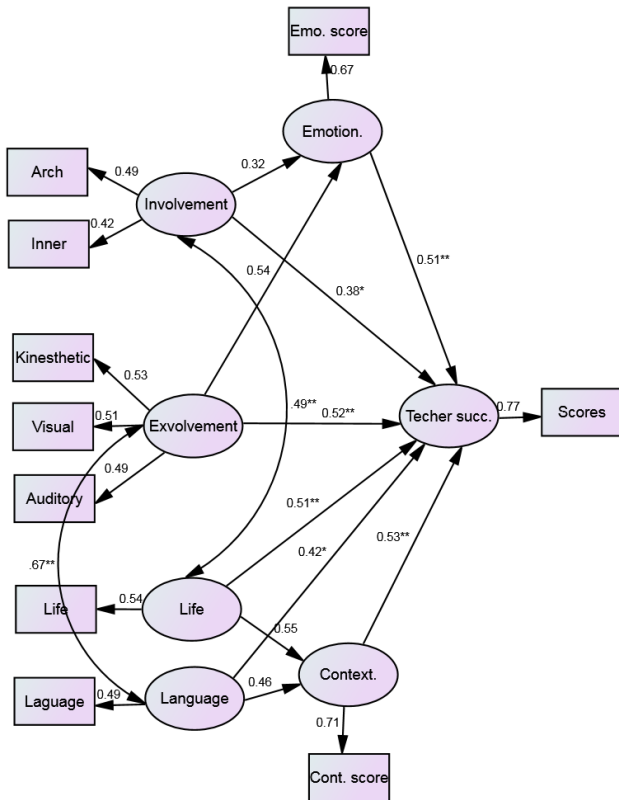 Emo. score
0.67
Emotion.
Arch
0.49
0.32
Involvement
Inner
0.42
0.54
0.51**
0.38*
Kinesthetic
0.53
.49**
Visual
0.51
Exvolvement
0.52**
Techer succ.
0.77
Scores
0.49
Auditory
0.51**
0.42*
0.53**
.67**
Life
0.54
Life
0.55
Context.
Laguage
0.49
Language
0.46
0.71
Cont. score